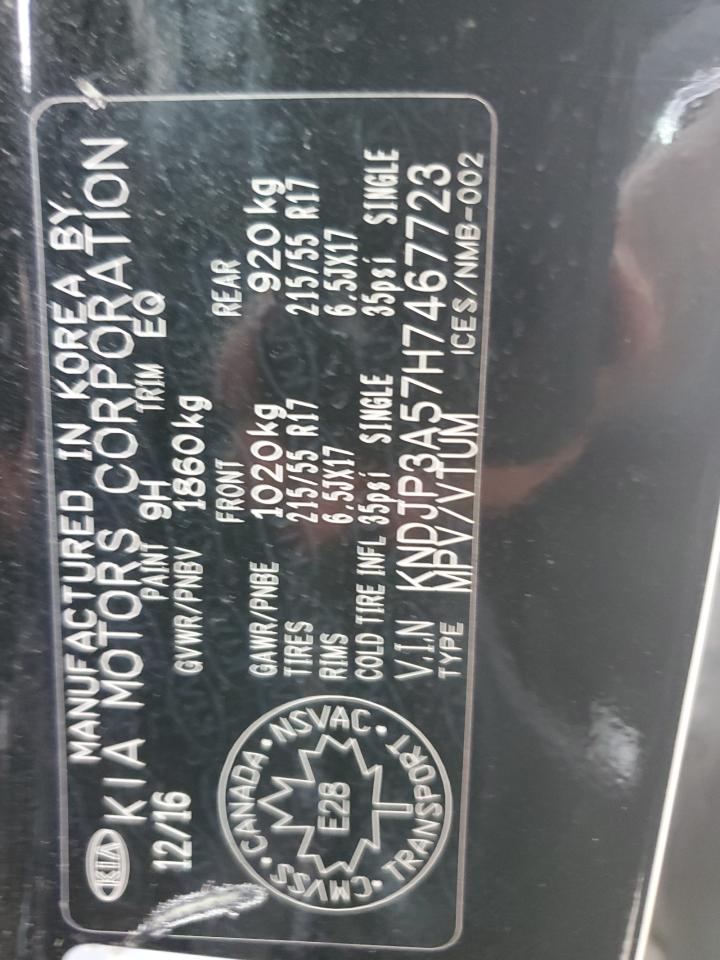 KIA
MANUFACTURED IN KOREA BY
KIA MOTORS CORPORATION
12/16 PAINT 9H TRIM EQ
GVWR/PNBV 1860kg
FRONT REAR
GAWR/PNBE 1020kg 920kg
TIRES 215/55 R17 215/55 R17
RIMS 6.5JX17 6.5JX17
COLD TIRE INFL 35psi SINGLE 35psi SINGLE
V.I.N KNDJP3A57H7467723
TYPE MPV/VTUM ICES/NMB-002
CANADA • NSVAC • TRANSPORT • CMVSS •
E28